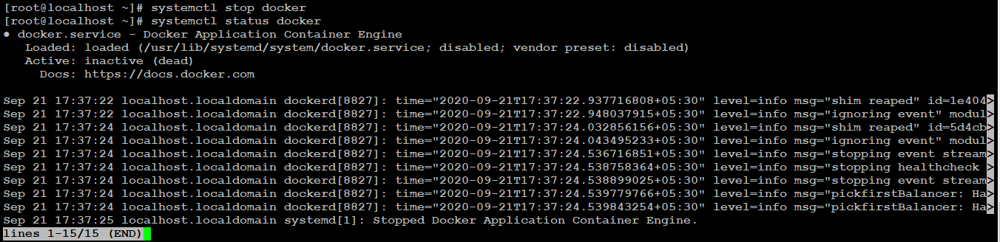 [root@localhost ~]# systemctl stop docker
[root@localhost ~]# systemctl status docker
● docker.service - Docker Application Container Engine
   Loaded: loaded (/usr/lib/systemd/system/docker.service; disabled; vendor preset: disabled)
   Active: inactive (dead)
     Docs: https://docs.docker.com

Sep 21 17:37:22 localhost.localdomain dockerd[8827]: time="2020-09-21T17:37:22.937716808+05:30" level=info msg="shim reaped" id=1e404>
Sep 21 17:37:22 localhost.localdomain dockerd[8827]: time="2020-09-21T17:37:22.948037915+05:30" level=info msg="ignoring event" modul>
Sep 21 17:37:24 localhost.localdomain dockerd[8827]: time="2020-09-21T17:37:24.032856156+05:30" level=info msg="shim reaped" id=5d4cb>
Sep 21 17:37:24 localhost.localdomain dockerd[8827]: time="2020-09-21T17:37:24.043495233+05:30" level=info msg="ignoring event" modul>
Sep 21 17:37:24 localhost.localdomain dockerd[8827]: time="2020-09-21T17:37:24.536716851+05:30" level=info msg="stopping event stream>
Sep 21 17:37:24 localhost.localdomain dockerd[8827]: time="2020-09-21T17:37:24.538758364+05:30" level=info msg="stopping healthcheck >
Sep 21 17:37:24 localhost.localdomain dockerd[8827]: time="2020-09-21T17:37:24.538899025+05:30" level=info msg="stopping event stream>
Sep 21 17:37:24 localhost.localdomain dockerd[8827]: time="2020-09-21T17:37:24.539779766+05:30" level=info msg="pickfirstBalancer: Ha>
Sep 21 17:37:24 localhost.localdomain dockerd[8827]: time="2020-09-21T17:37:24.539843254+05:30" level=info msg="pickfirstBalancer: Ha>
Sep 21 17:37:25 localhost.localdomain systemd[1]: Stopped Docker Application Container Engine.
lines 1-15/15 (END)